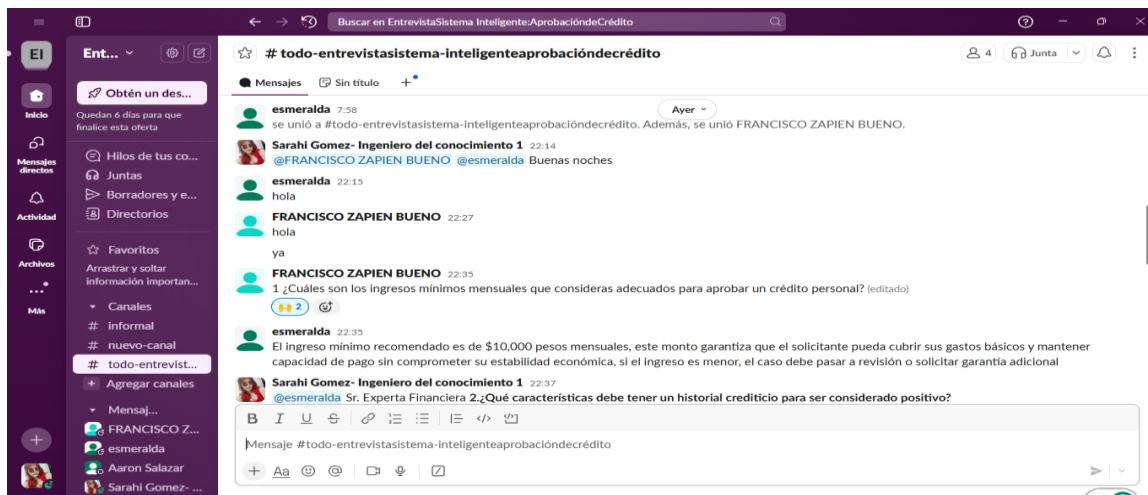 Buscar en EntrevistaSistema Inteligente:AprobacióndeCrédito
EI
Inicio
Mensajes directos
Actividad
Archivos
Más
Ent...
Obtén un des...
Quedan 6 días para que
finalice esta oferta
Hilos de tus co...
Juntas
Borradores y e...
Directorios
Favoritos
Arrastrar y soltar
información importan...
Canales
# informal
# nuevo-canal
# todo-entrevist...
+ Agregar canales
Mensaj...
FRANCISCO Z...
esmeralda
Aaron Salazar
Sarahi Gomez- ...
# todo-entrevistasistema-inteligenteaprobacióndecrédito
4
Junta
Mensajes
Sin título
+
Ayer
esmeralda 7:58
se unió a #todo-entrevistasistema-inteligenteaprobacióndecrédito. Además, se unió FRANCISCO ZAPIEN BUENO.
Sarahi Gomez- Ingeniero del conocimiento 1 22:14
@FRANCISCO ZAPIEN BUENO @esmeralda Buenas noches
esmeralda 22:15
hola
FRANCISCO ZAPIEN BUENO 22:27
hola
ya
FRANCISCO ZAPIEN BUENO 22:35
1 ¿Cuáles son los ingresos mínimos mensuales que consideras adecuados para aprobar un crédito personal? (editado)
2
esmeralda 22:35
El ingreso mínimo recomendado es de $10,000 pesos mensuales, este monto garantiza que el solicitante pueda cubrir sus gastos básicos y mantener
capacidad de pago sin comprometer su estabilidad económica, si el ingreso es menor, el caso debe pasar a revisión o solicitar garantía adicional
Sarahi Gomez- Ingeniero del conocimiento 1 22:37
@esmeralda Sr. Experta Financiera 2.¿Qué características debe tener un historial crediticio para ser considerado positivo?
B I U S
Mensaje #todo-entrevistasistema-inteligenteaprobacióndecrédito
+ Aa @